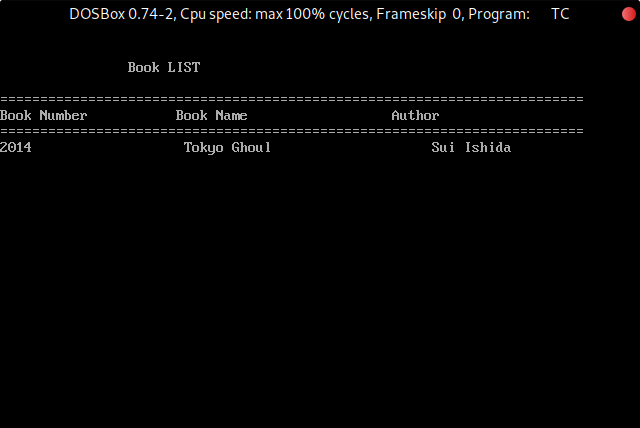 DOSBox 0.74-2, Cpu speed: max 100% cycles, Frameskip 0, Program: TC
Book LIST
=========================================================================
Book Number Book Name Author
=========================================================================
2014 Tokyo Ghoul Sui Ishida